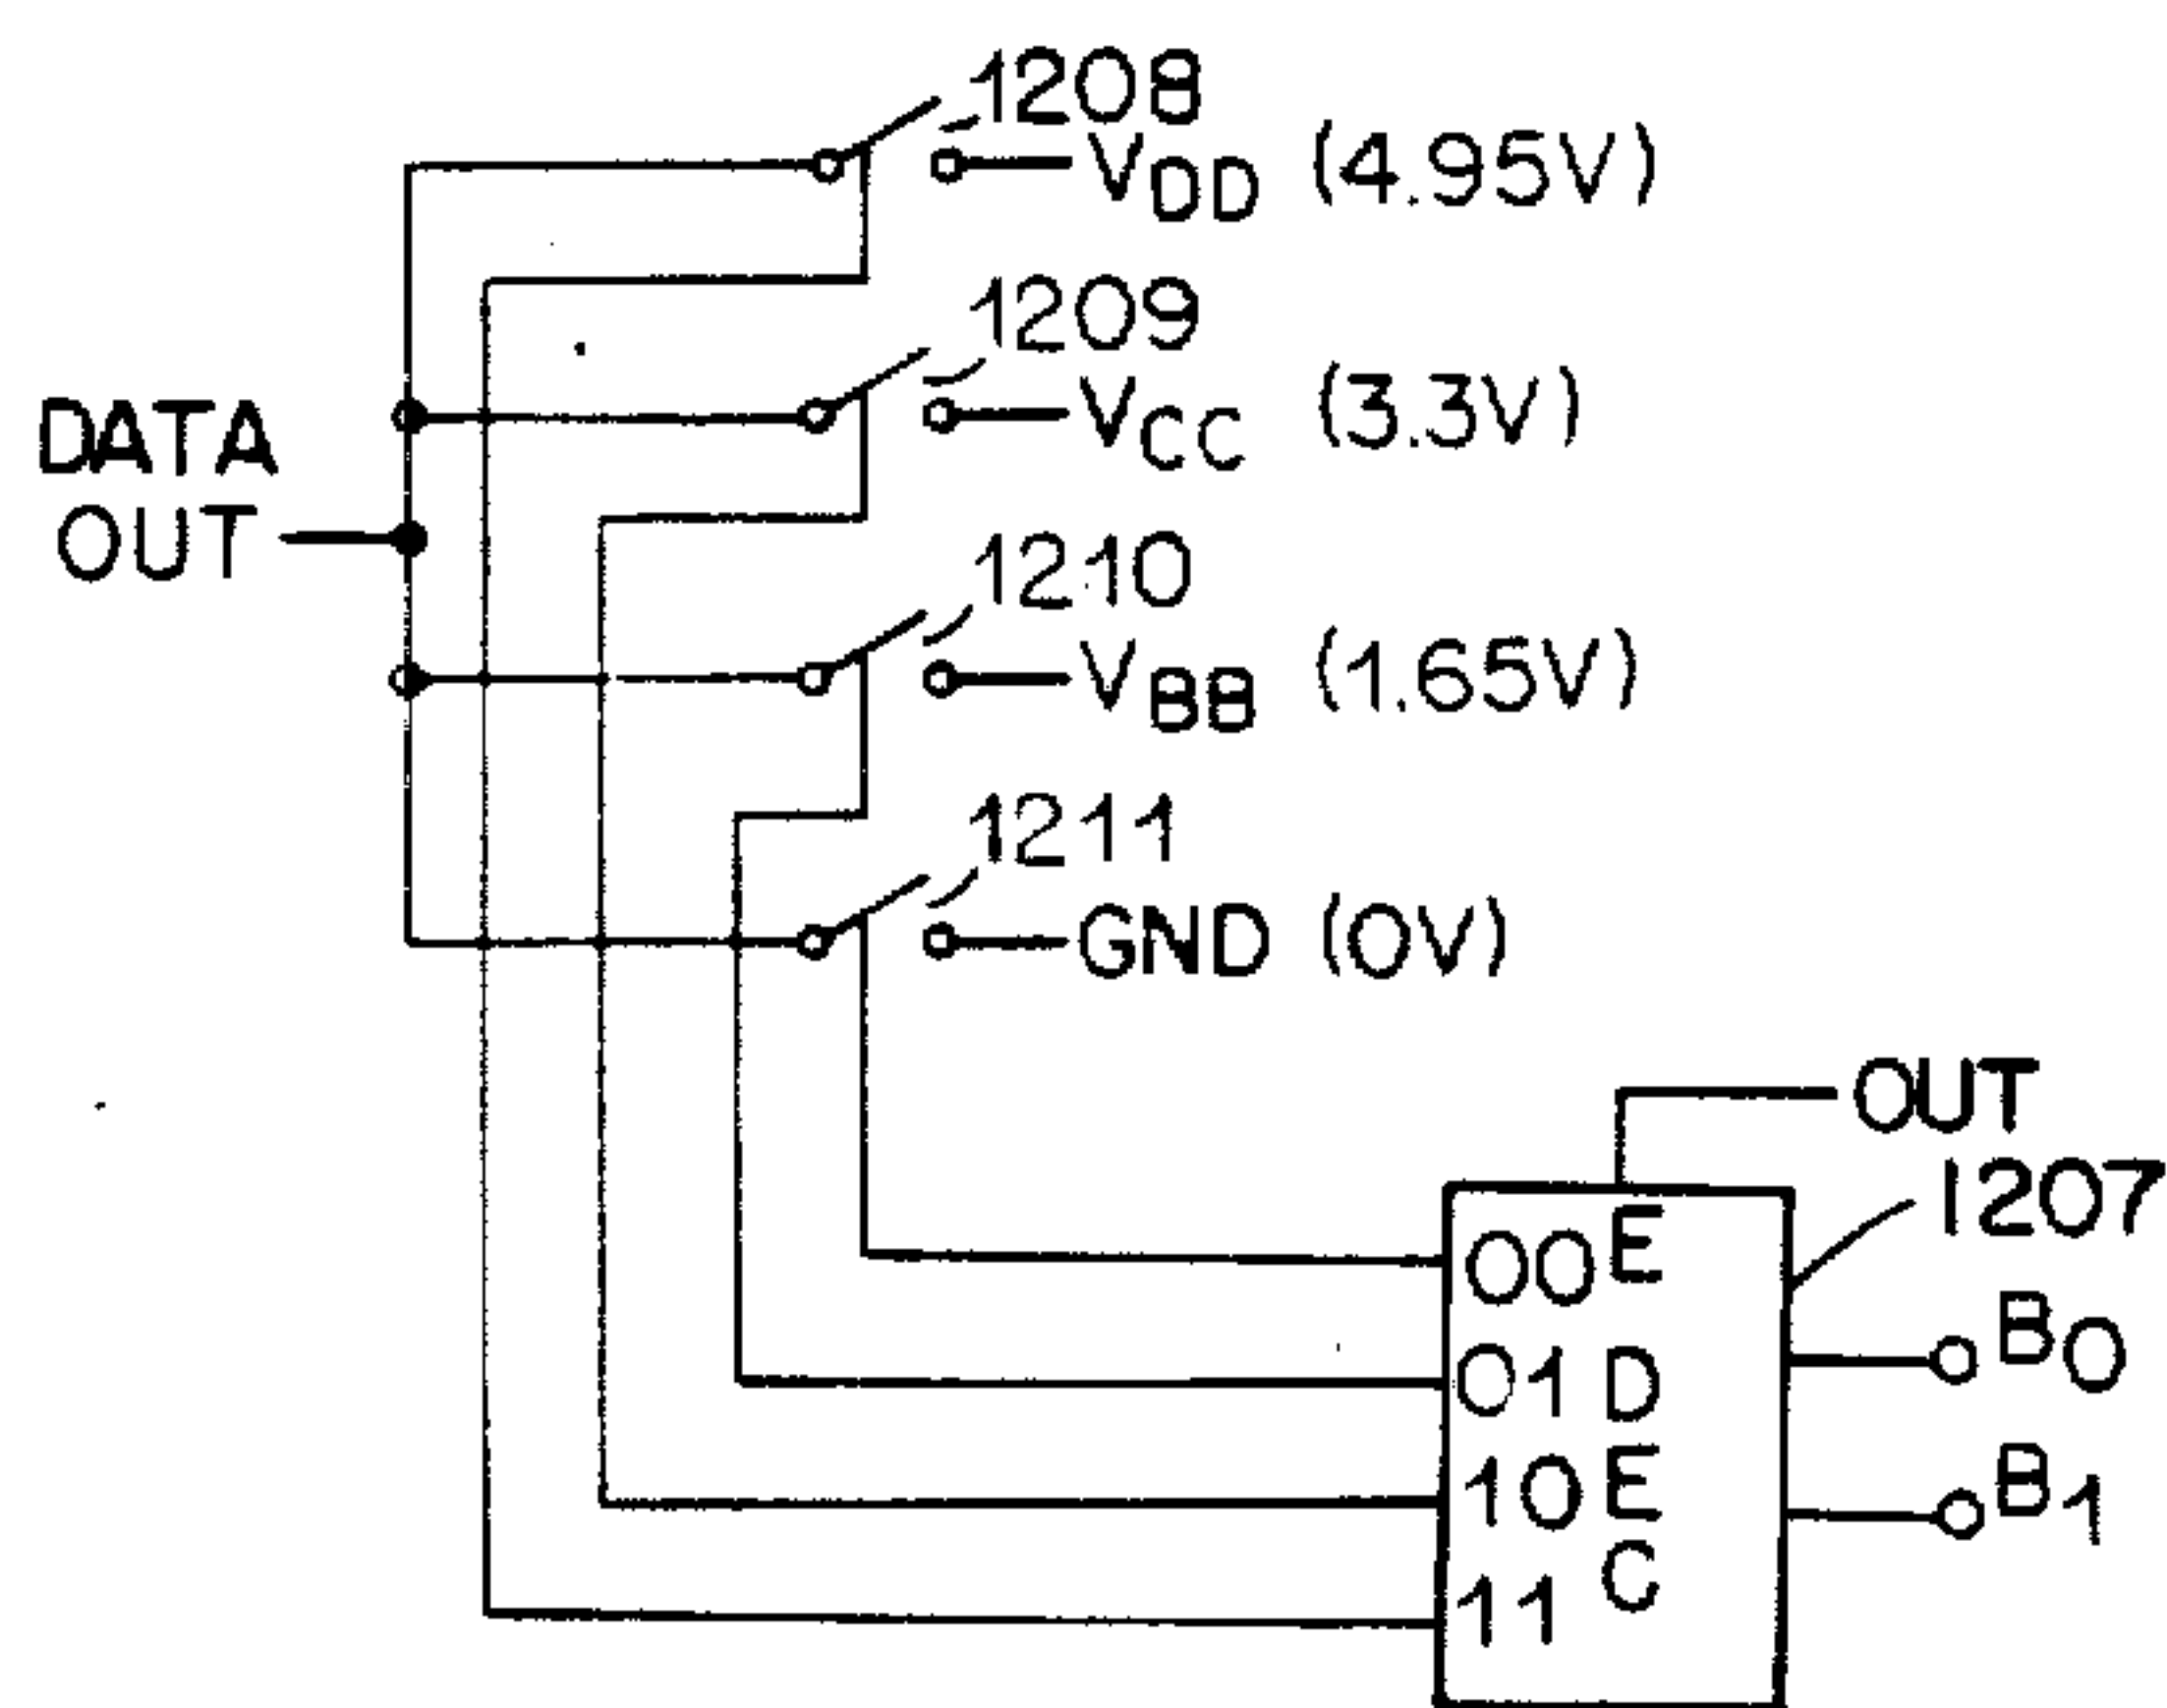 1208
VDD (4.95V)
1209
VCC (3.3V)
DATA
OUT
1210
VBB (1.65V)
1211
GND (0V)
OUT
1207
00 E
B0
01 D
10 E
B1
11 C